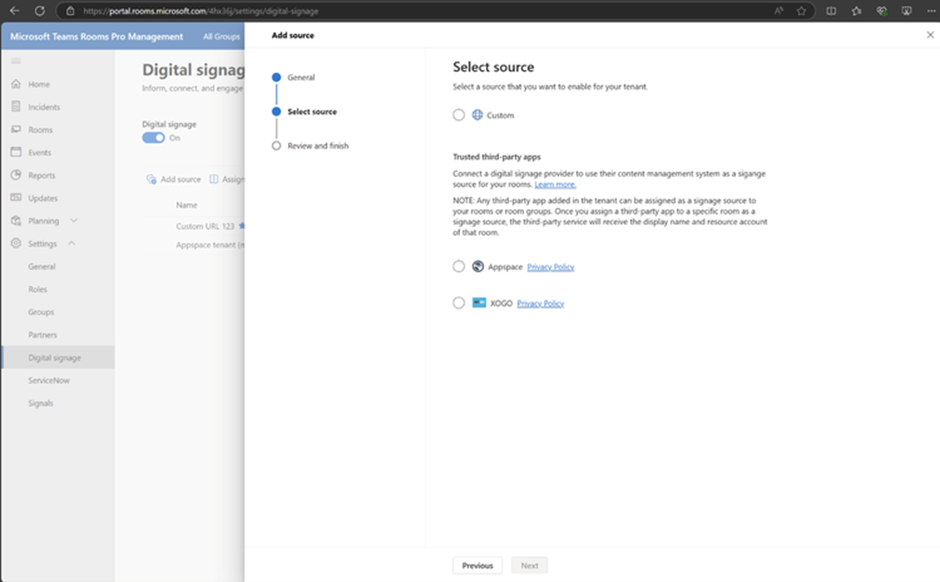 https://portal.rooms.microsoft.com/4hx36j/settings/digital-signage
Microsoft Teams Rooms Pro Management
All Groups
Home
Incidents
Rooms
Events
Reports
Updates
Planning
Settings
General
Roles
Groups
Partners
Digital signage
ServiceNow
Signals
Digital signag
Inform, connect, and engage
Digital signage
On
Add source
Assign
Name
Custom URL 123
Appspace tenant (m
Add source
General
Select source
Review and finish
Select source
Select a source that you want to enable for your tenant.
Custom
Trusted third-party apps
Connect a digital signage provider to use their content management system as a sigange
source for your rooms. Learn more.
NOTE: Any third-party app added in the tenant can be assigned as a signage source to
your rooms or room groups. Once you assign a third-party app to a specific room as a
signage source, the third-party service will receive the display name and resource account
of that room.
Appspace Privacy Policy
XOGO Privacy Policy
Previous
Next